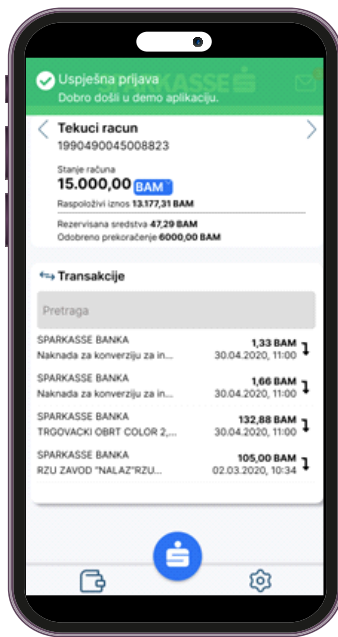 Uspješna prijava
Dobro došli u demo aplikaciju.
SPARKASSE
Tekuci racun
1990490045008823
Stanje računa
15.000,00 BAM
Raspoloživi iznos 13.177,31 BAM
Rezervisana sredstva 47,29 BAM
Odobreno prekoračenje 6000,00 BAM
Transakcije
Pretraga
SPARKASSE BANKA 1,33 BAM
Naknada za konverziju za in... 30.04.2020, 11:00
SPARKASSE BANKA 1,66 BAM
Naknada za konverziju za in... 30.04.2020, 11:00
SPARKASSE BANKA 132,88 BAM
TRGOVACKI OBRT COLOR 2,... 30.04.2020, 11:00
SPARKASSE BANKA 105,00 BAM
RZU ZAVOD "NALAZ"RZU... 02.03.2020, 10:34